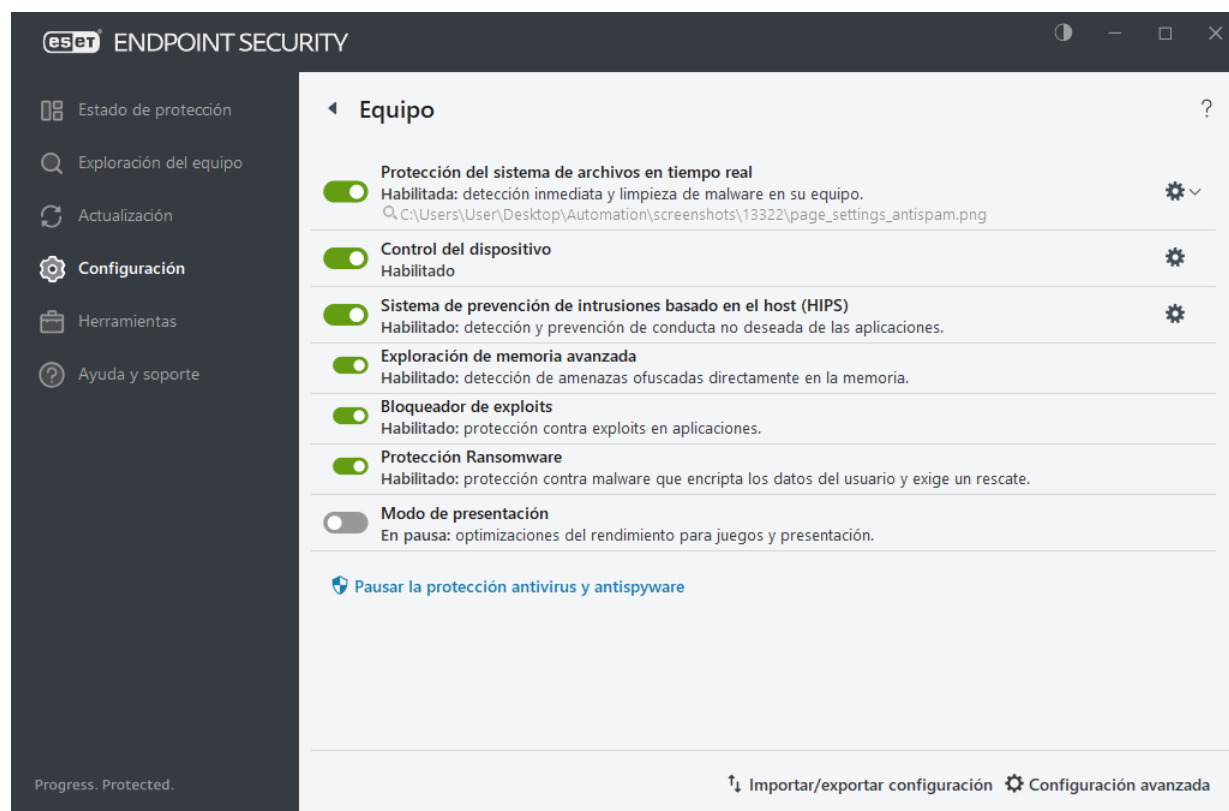 eset ENDPOINT SECURITY
Estado de protección
Exploración del equipo
Actualización
Configuración
Herramientas
Ayuda y soporte
Progress. Protected.
Equipo
?
Protección del sistema de archivos en tiempo real
Habilitada: detección inmediata y limpieza de malware en su equipo.
C:\Users\User\Desktop\Automation\screenshots\13322\page_settings_antispam.png
Control del dispositivo
Habilitado
Sistema de prevención de intrusiones basado en el host (HIPS)
Habilitado: detección y prevención de conducta no deseada de las aplicaciones.
Exploración de memoria avanzada
Habilitado: detección de amenazas ofuscadas directamente en la memoria.
Bloqueador de exploits
Habilitado: protección contra exploits en aplicaciones.
Protección Ransomware
Habilitado: protección contra malware que encripta los datos del usuario y exige un rescate.
Modo de presentación
En pausa: optimizaciones del rendimiento para juegos y presentación.
Pausar la protección antivirus y antispyware
Importar/exportar configuración Configuración avanzada